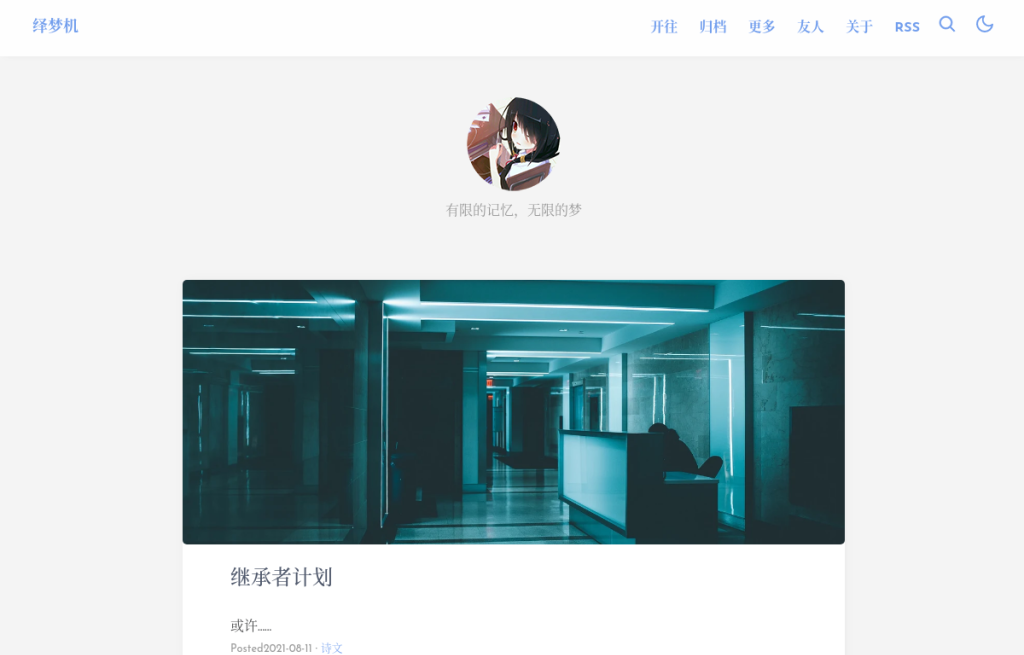 绎梦机
开往 归档 更多 友人 关于 RSS
有限的记忆，无限的梦
继承者计划
或许……
Posted2021-08-11 · 诗文